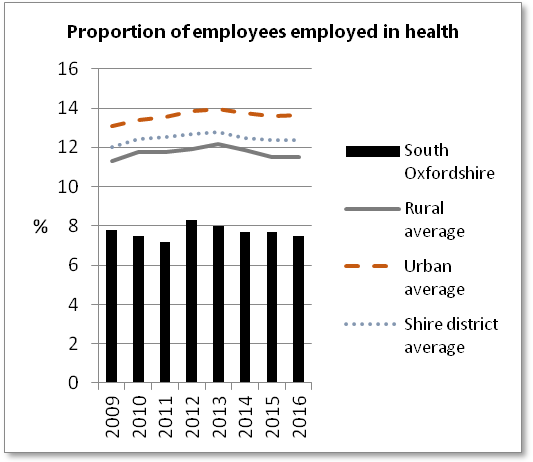 Proportion of employees employed in health
16
14
12
10
8
6
4
2
0
%
2009
2010
2011
2012
2013
2014
2015
2016
South
Oxfordshire
Rural
average
Urban
average
Shire district
average